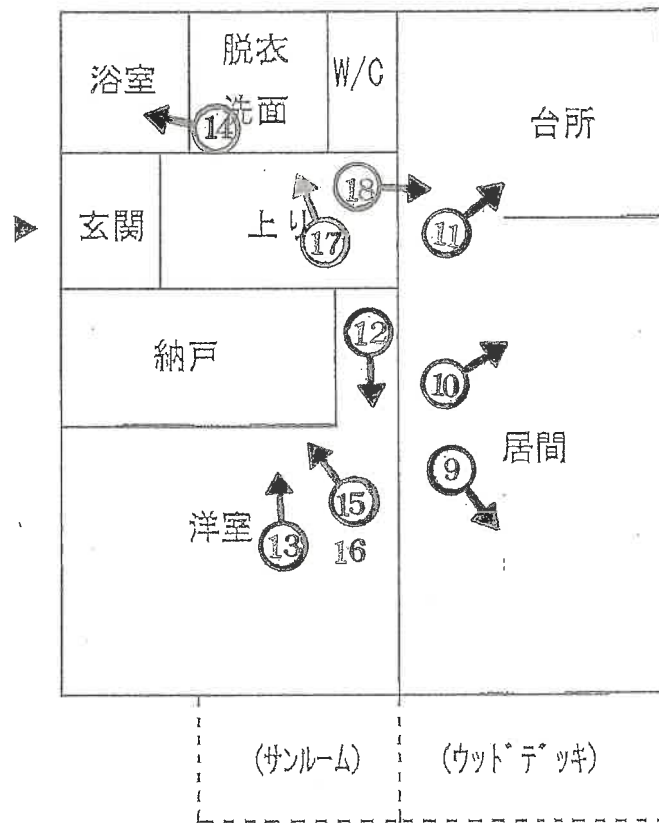 浴室
脱衣
洗面
W/C
台所
⑭
⑱
玄関
上り
⑰
⑪
納戸
⑫
⑩
居間
⑨
洋室
⑬
⑮
16
(サンルーム)
(ウッドデッキ)